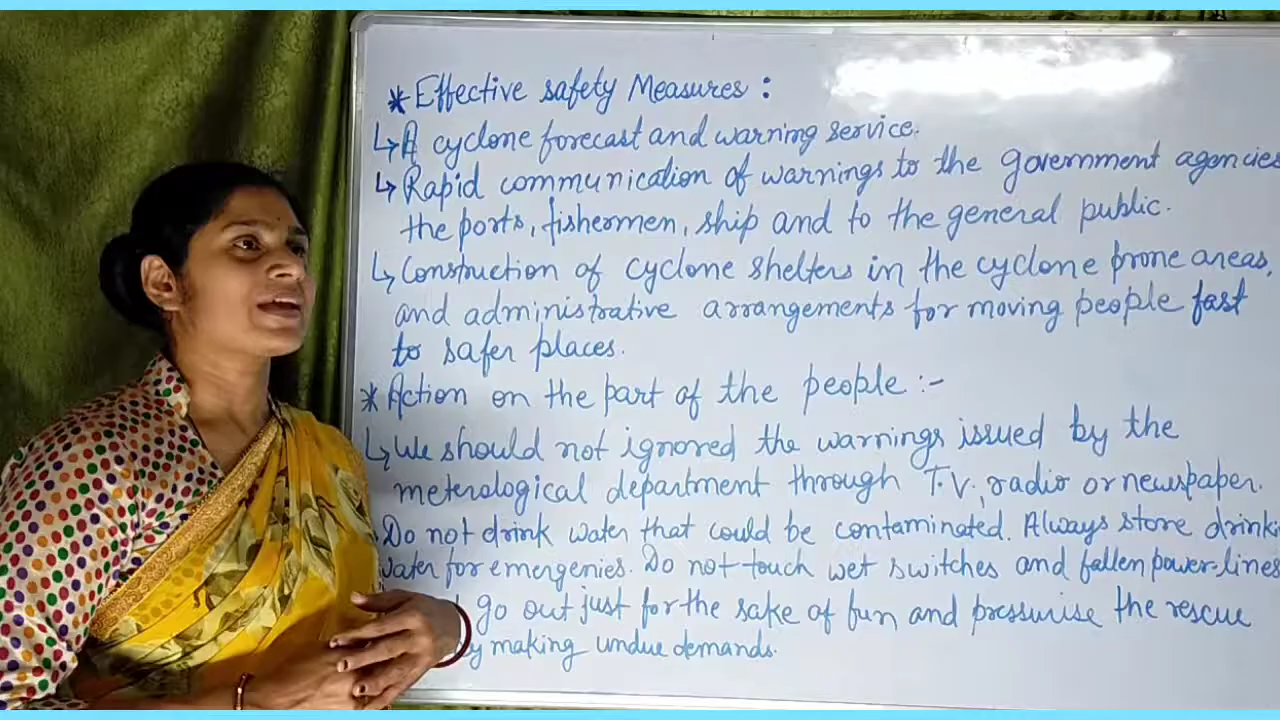 * Effective safety Measures :
↳ A cyclone forecast and warning service.
↳ Rapid communication of warnings to the government agencies
the ports, fishermen, ship and to the general public.
↳ Construction of cyclone shelters in the cyclone prone areas,
and administrative arrangements for moving people fast
to safer places.
* Action on the part of the people :-
↳ We should not ignored the warnings issued by the
meterological department through T.V., radio or newspaper.
Do not drink water that could be contaminated. Always store drinki
water for emergenies. Do not touch wet switches and fallen power-lines
go out just for the sake of fun and pressurise the rescue
by making undue demands.